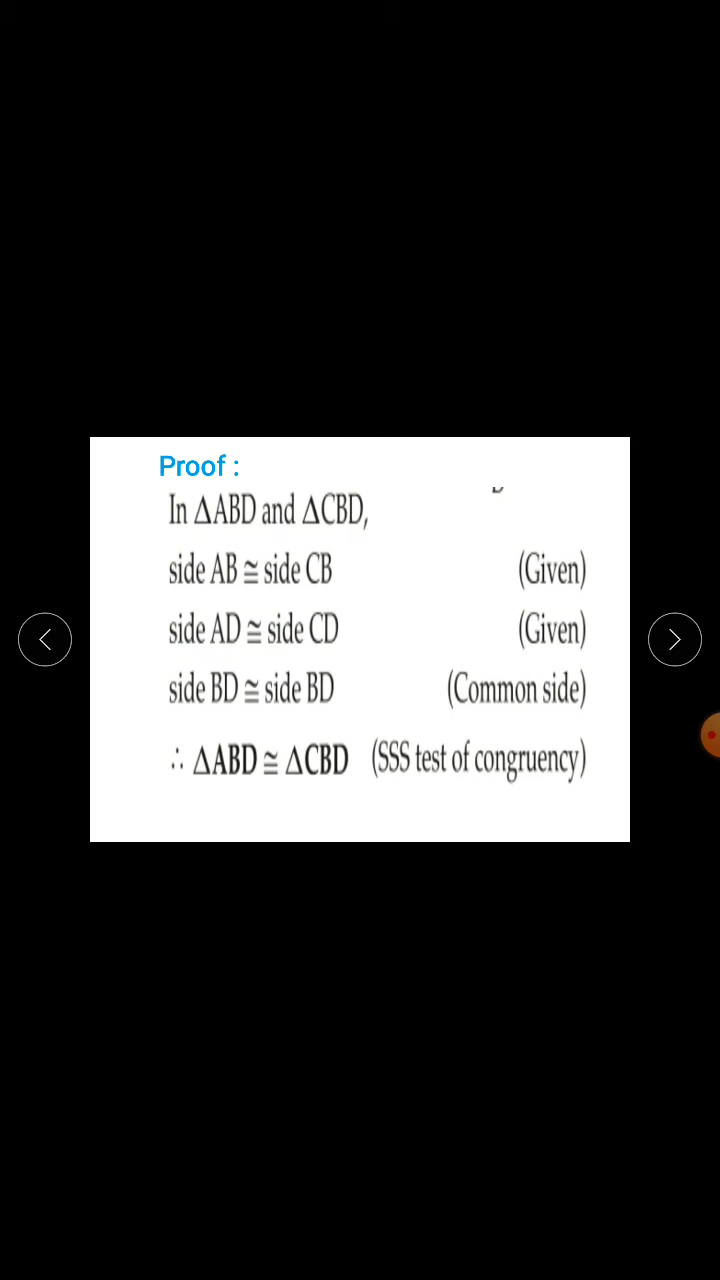 Proof :
In ΔABD and ΔCBD,
side AB ≅ side CB (Given)
side AD ≅ side CD (Given)
side BD ≅ side BD (Common side)
∴ ΔABD ≅ ΔCBD (SSS test of congruency)